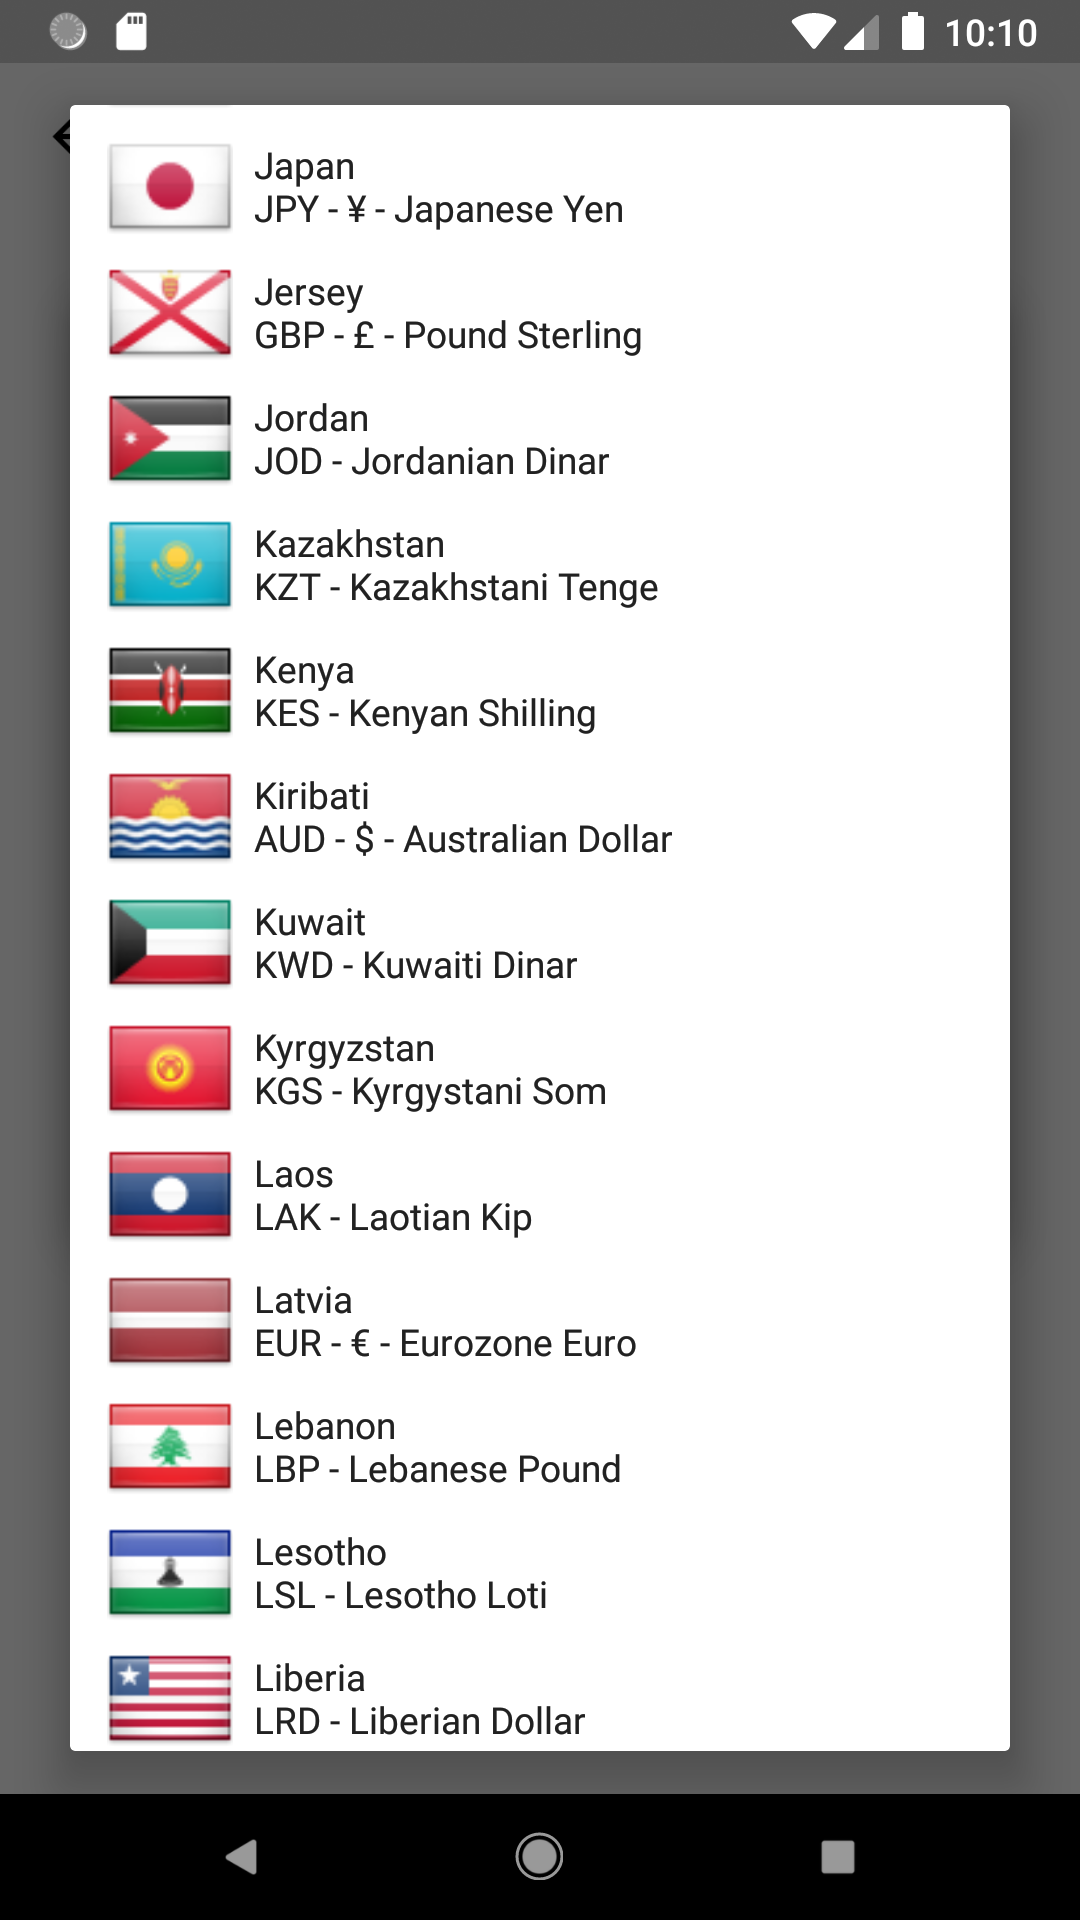 10:10
Japan
JPY - ¥ - Japanese Yen
Jersey
GBP - £ - Pound Sterling
Jordan
JOD - Jordanian Dinar
Kazakhstan
KZT - Kazakhstani Tenge
Kenya
KES - Kenyan Shilling
Kiribati
AUD - $ - Australian Dollar
Kuwait
KWD - Kuwaiti Dinar
Kyrgyzstan
KGS - Kyrgystani Som
Laos
LAK - Laotian Kip
Latvia
EUR - € - Eurozone Euro
Lebanon
LBP - Lebanese Pound
Lesotho
LSL - Lesotho Loti
Liberia
LRD - Liberian Dollar